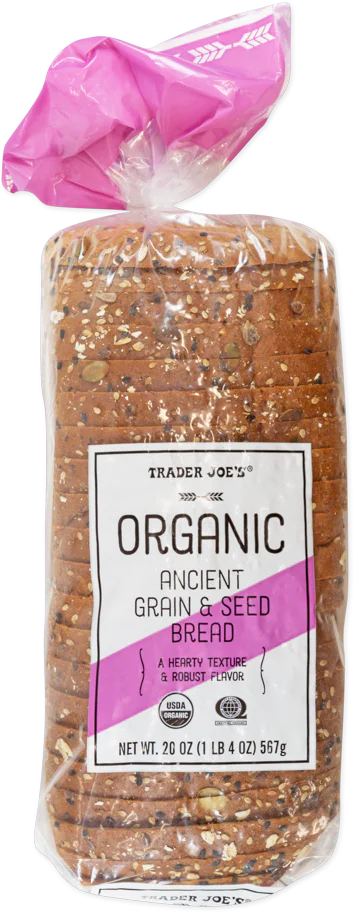 TRADER JOE'S®
ORGANIC
ANCIENT
GRAIN & SEED
BREAD
A HEARTY TEXTURE
& ROBUST FLAVOR
USDA
ORGANIC
NET WT. 20 OZ (1 LB 4 OZ) 567g
TRADER JOE'S®